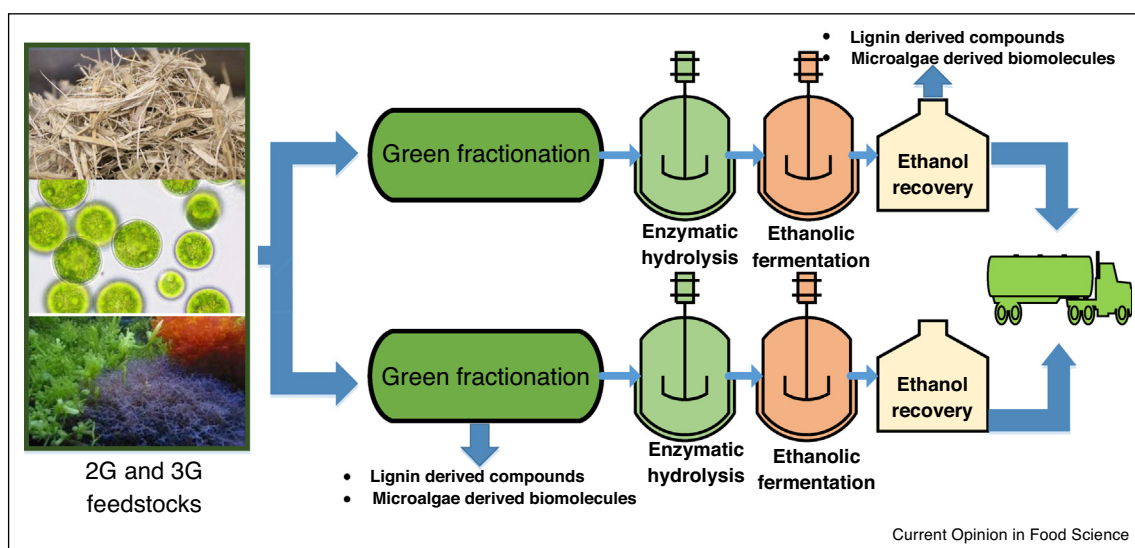 • Lignin derived compounds
• Microalgae derived biomolecules
Green fractionation
Enzymatic
hydrolysis
Ethanolic
fermentation
Ethanol
recovery
Green fractionation
Enzymatic
hydrolysis
Ethanolic
fermentation
Ethanol
recovery
• Lignin derived compounds
• Microalgae derived biomolecules
2G and 3G
feedstocks
Current Opinion in Food Science